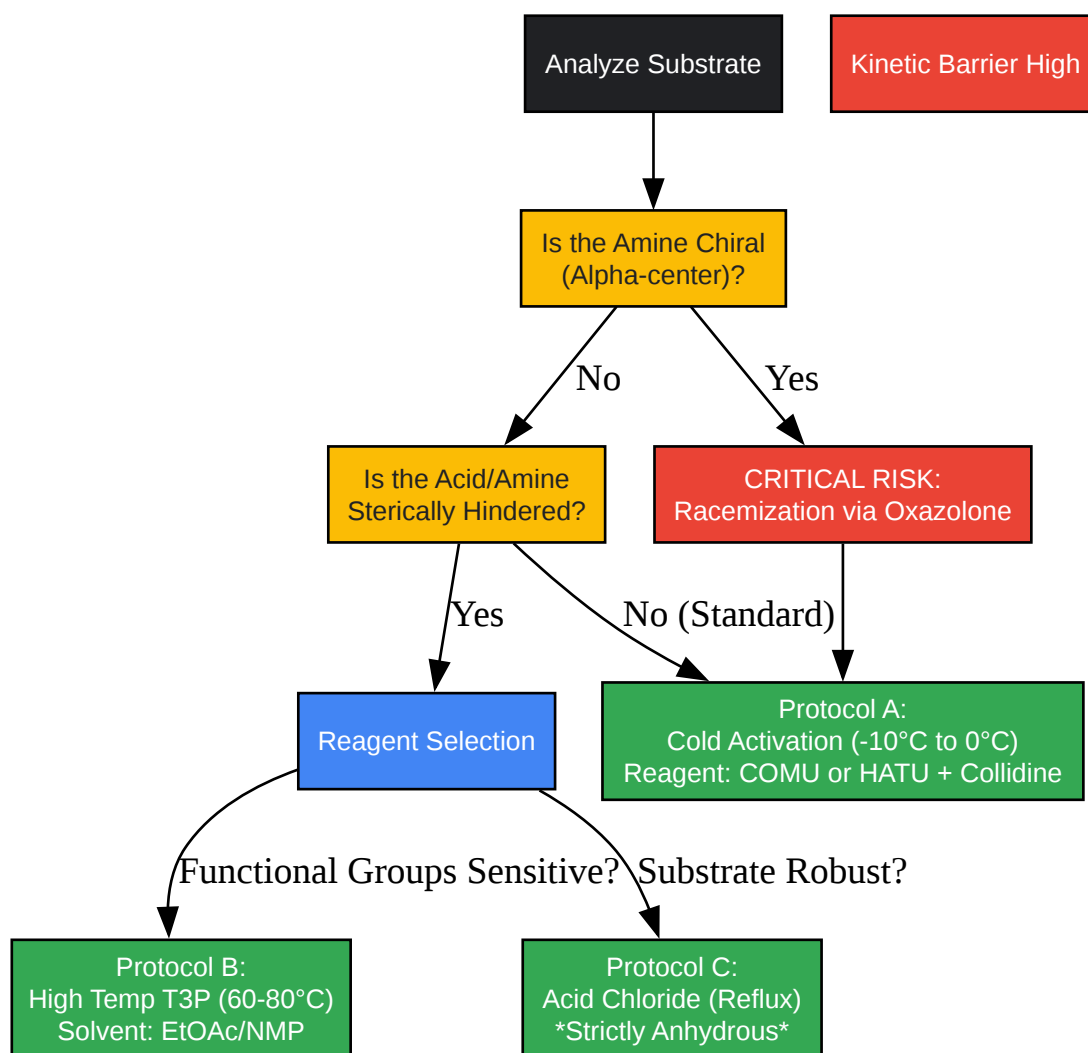 Analyze Substrate
Kinetic Barrier High
Is the Amine Chiral
(Alpha-center)?
No
Yes
Is the Acid/Amine
Sterically Hindered?
CRITICAL RISK:
Racemization via Oxazolone
Yes
No (Standard)
Reagent Selection
Protocol A:
Cold Activation (-10°C to 0°C)
Reagent: COMU or HATU + Collidine
Functional Groups Sensitive?
Substrate Robust?
Protocol B:
High Temp T3P (60-80°C)
Solvent: EtOAc/NMP
Protocol C:
Acid Chloride (Reflux)
*Strictly Anhydrous*